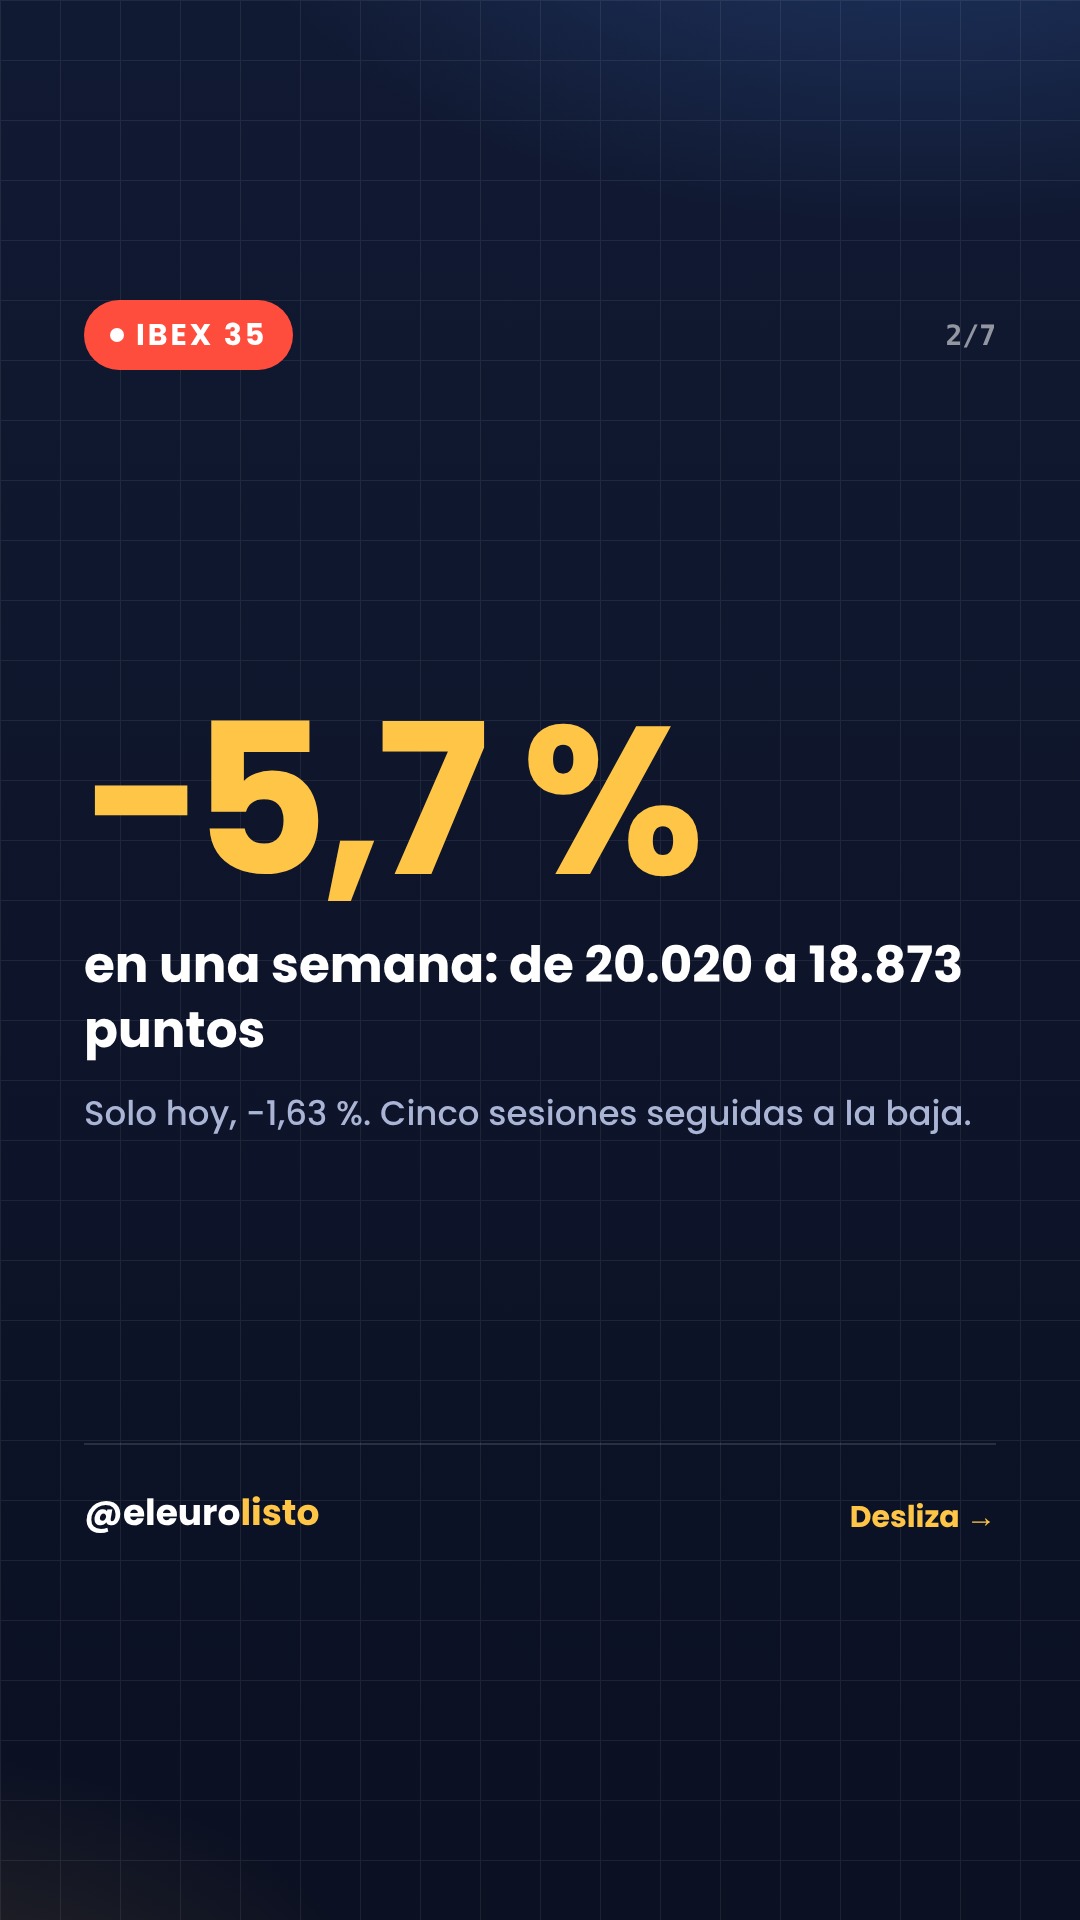 IBEX 35
2/7
−5,7 %
en una semana: de 20.020 a 18.873
puntos
Solo hoy, −1,63 %. Cinco sesiones seguidas a la baja.
@eleurolisto
Desliza →